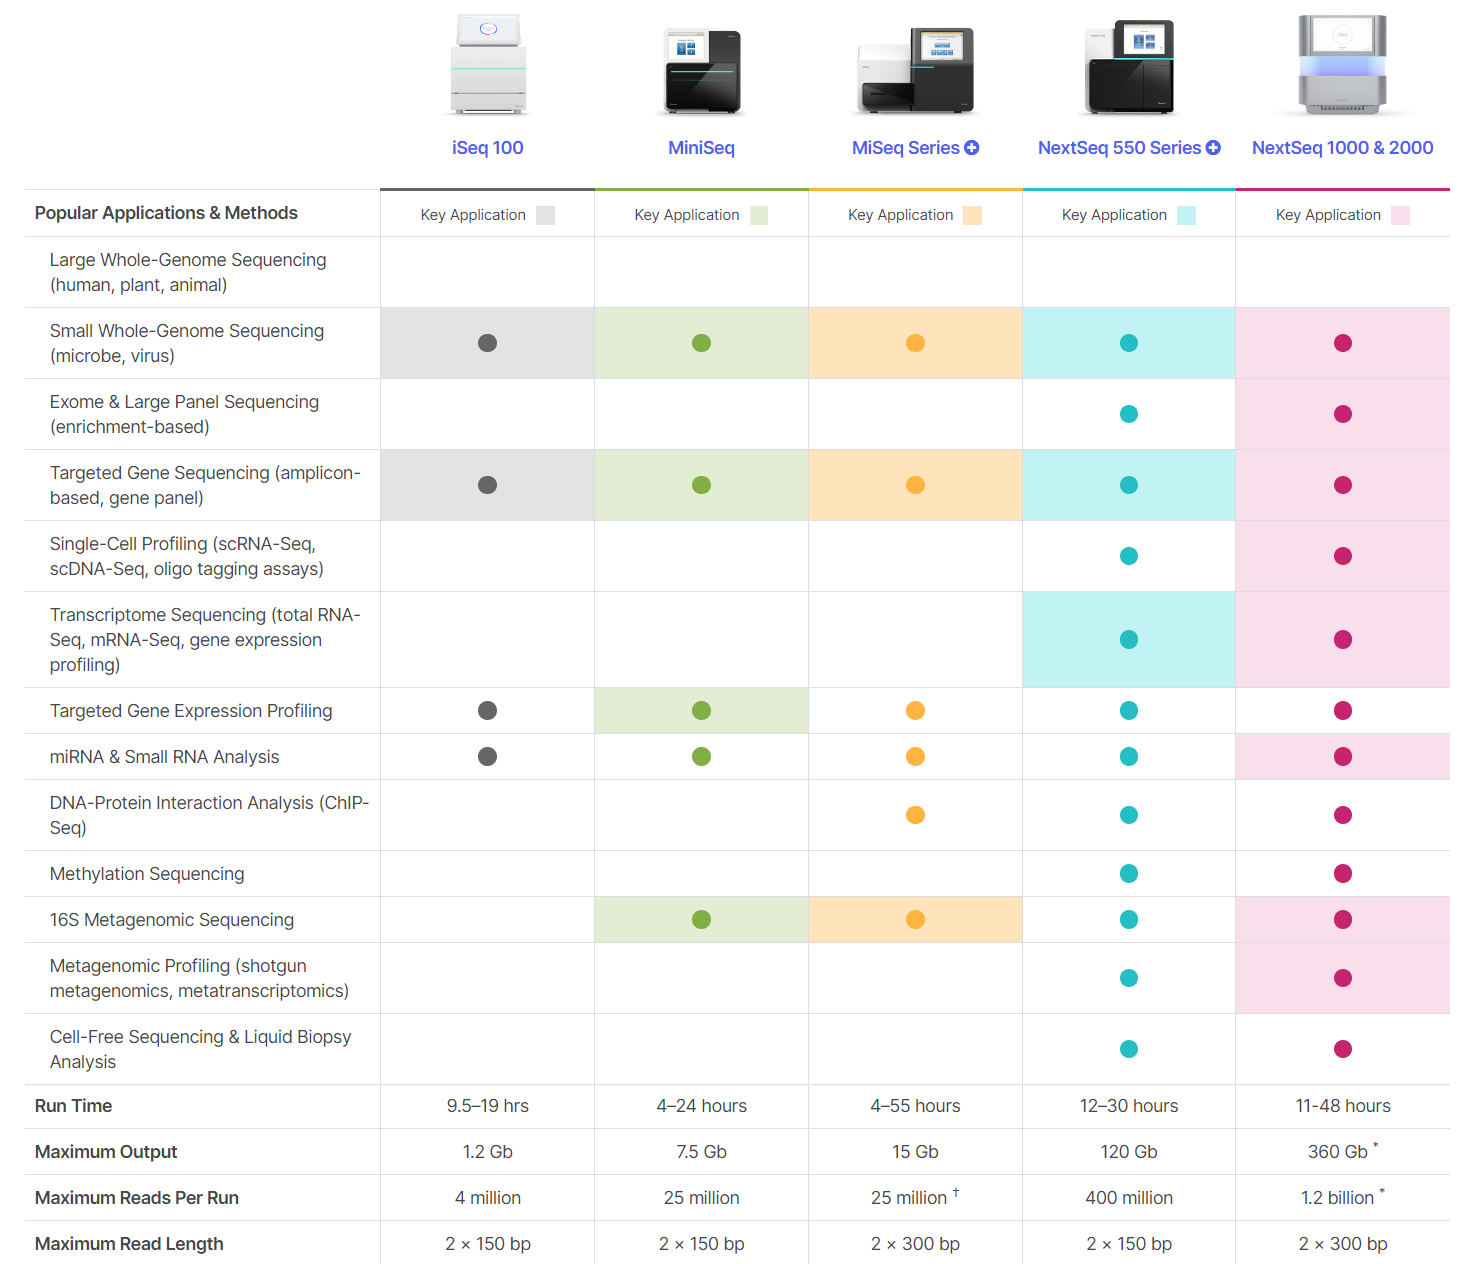 iSeq 100 MiniSeq MiSeq Series NextSeq 550 Series NextSeq 1000 & 2000
Popular Applications & Methods Key Application Key Application Key Application Key Application Key Application
Large Whole-Genome Sequencing
(human, plant, animal)
Small Whole-Genome Sequencing
(microbe, virus)
Exome & Large Panel Sequencing
(enrichment-based)
Targeted Gene Sequencing (amplicon-
based, gene panel)
Single-Cell Profiling (scRNA-Seq,
scDNA-Seq, oligo tagging assays)
Transcriptome Sequencing (total RNA-
Seq, mRNA-Seq, gene expression
profiling)
Targeted Gene Expression Profiling
miRNA & Small RNA Analysis
DNA-Protein Interaction Analysis (ChIP-
Seq)
Methylation Sequencing
16S Metagenomic Sequencing
Metagenomic Profiling (shotgun
metagenomics, metatranscriptomics)
Cell-Free Sequencing & Liquid Biopsy
Analysis
Run Time 9.5–19 hrs 4–24 hours 4–55 hours 12–30 hours 11-48 hours
Maximum Output 1.2 Gb 7.5 Gb 15 Gb 120 Gb 360 Gb *
Maximum Reads Per Run 4 million 25 million 25 million † 400 million 1.2 billion *
Maximum Read Length 2 × 150 bp 2 × 150 bp 2 × 300 bp 2 × 150 bp 2 × 300 bp